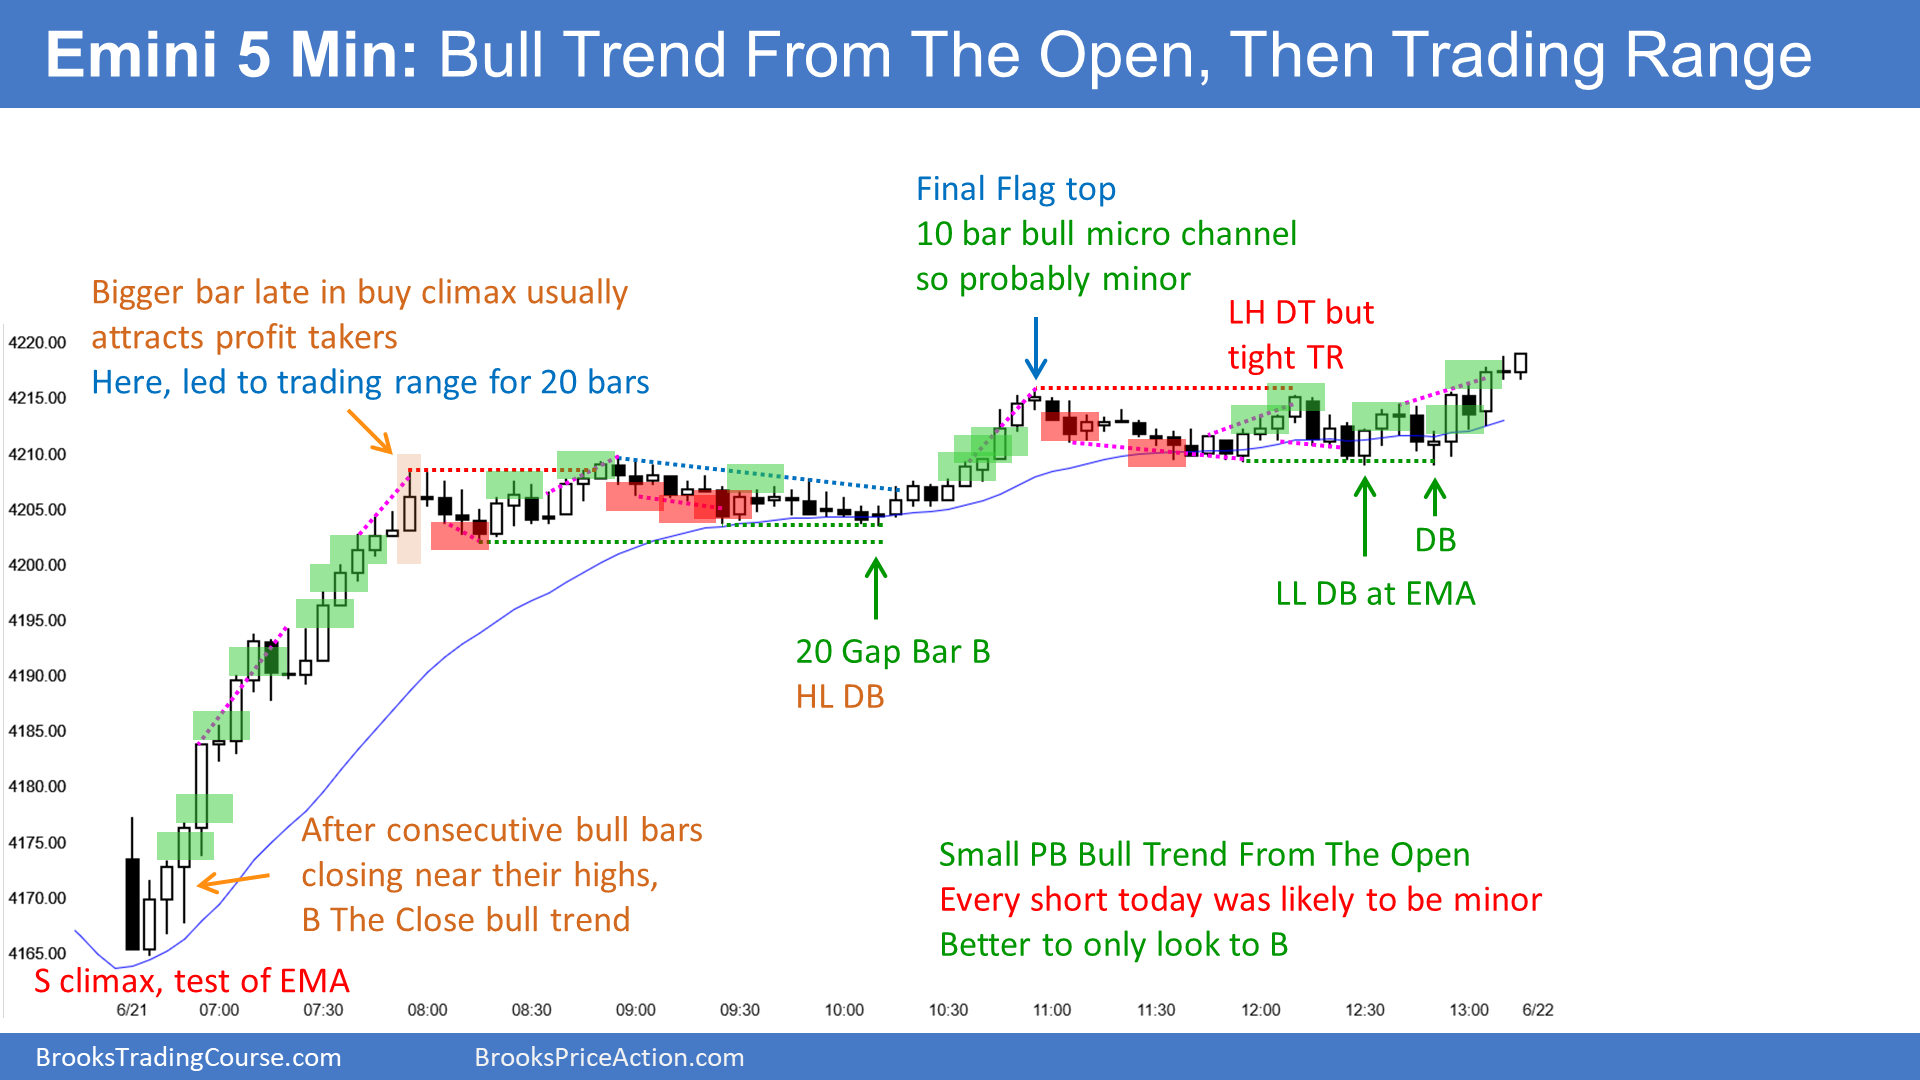 Emini 5 Min: Bull Trend From The Open, Then Trading Range
Final Flag top
10 bar bull micro channel
so probably minor
Bigger bar late in buy climax usually
attracts profit takers
Here, led to trading range for 20 bars
LH DT but
tight TR
4220.00
4215.00
4210.00
4205.00
4200.00
4195.00
4190.00
4185.00
4180.00
4175.00
4170.00
4165.00
DB
LL DB at EMA
20 Gap Bar B
HL DB
After consecutive bull bars
closing near their highs,
B The Close bull trend
Small PB Bull Trend From The Open
Every short today was likely to be minor
Better to only look to B
S climax, test of EMA
6/21 07:00 07:30 08:00 08:30 09:00 09:30 10:00 10:30 11:00 11:30 12:00 12:30 13:00 6/22
BrooksTradingCourse.com BrooksPriceAction.com